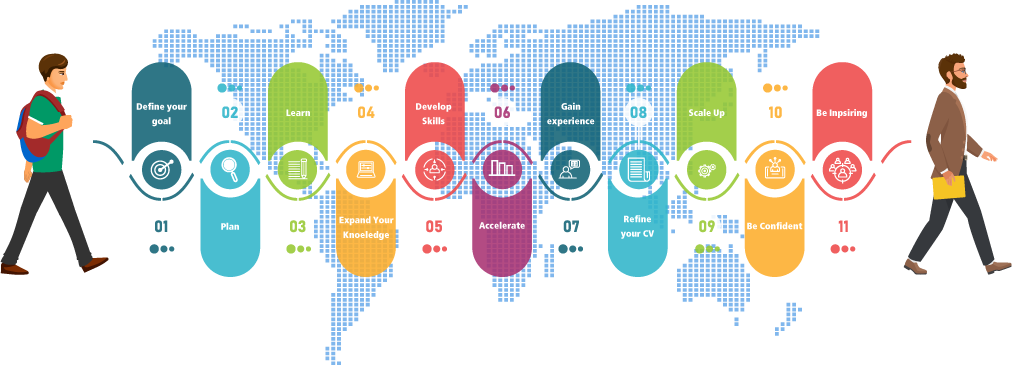 Define your
goal
01
02
Plan
Learn
03
04
Expand Your
Knoeledge
Develop
Skills
05
06
Accelerate
Gain
experience
07
08
Refine
your CV
Scale Up
09
10
Be Confident
Be Inpsiring
11